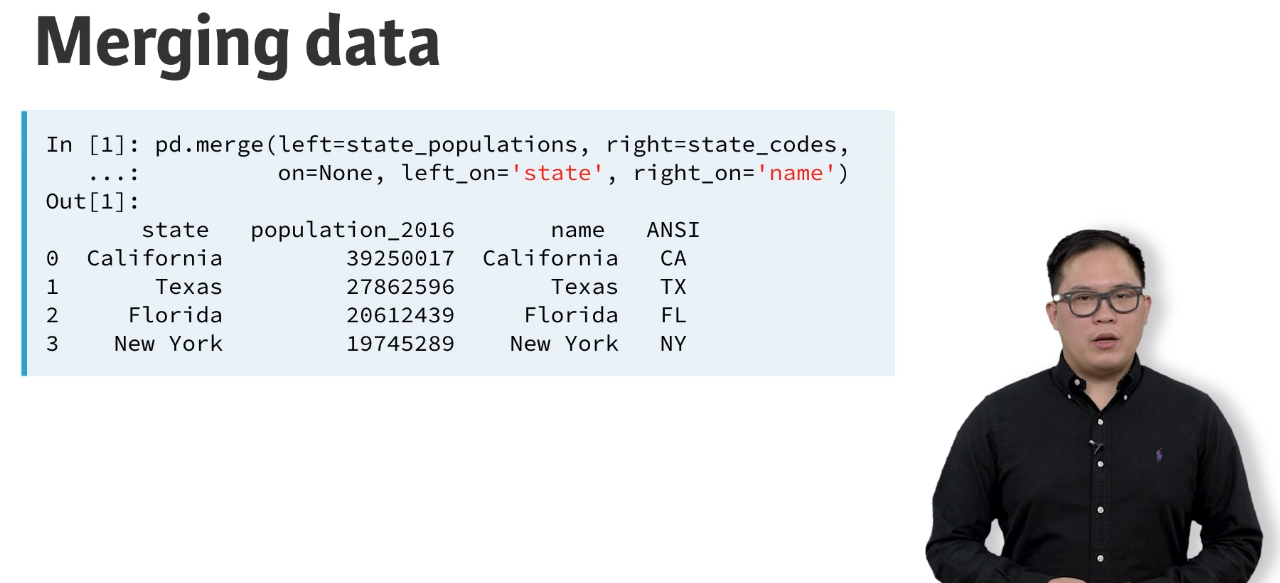 Merging data
In [1]: pd.merge(left=state_populations, right=state_codes,
   ...:          on=None, left_on='state', right_on='name')
Out[1]:
       state   population_2016       name   ANSI
0  California         39250017  California   CA
1       Texas         27862596       Texas   TX
2     Florida         20612439     Florida   FL
3    New York         19745289    New York   NY